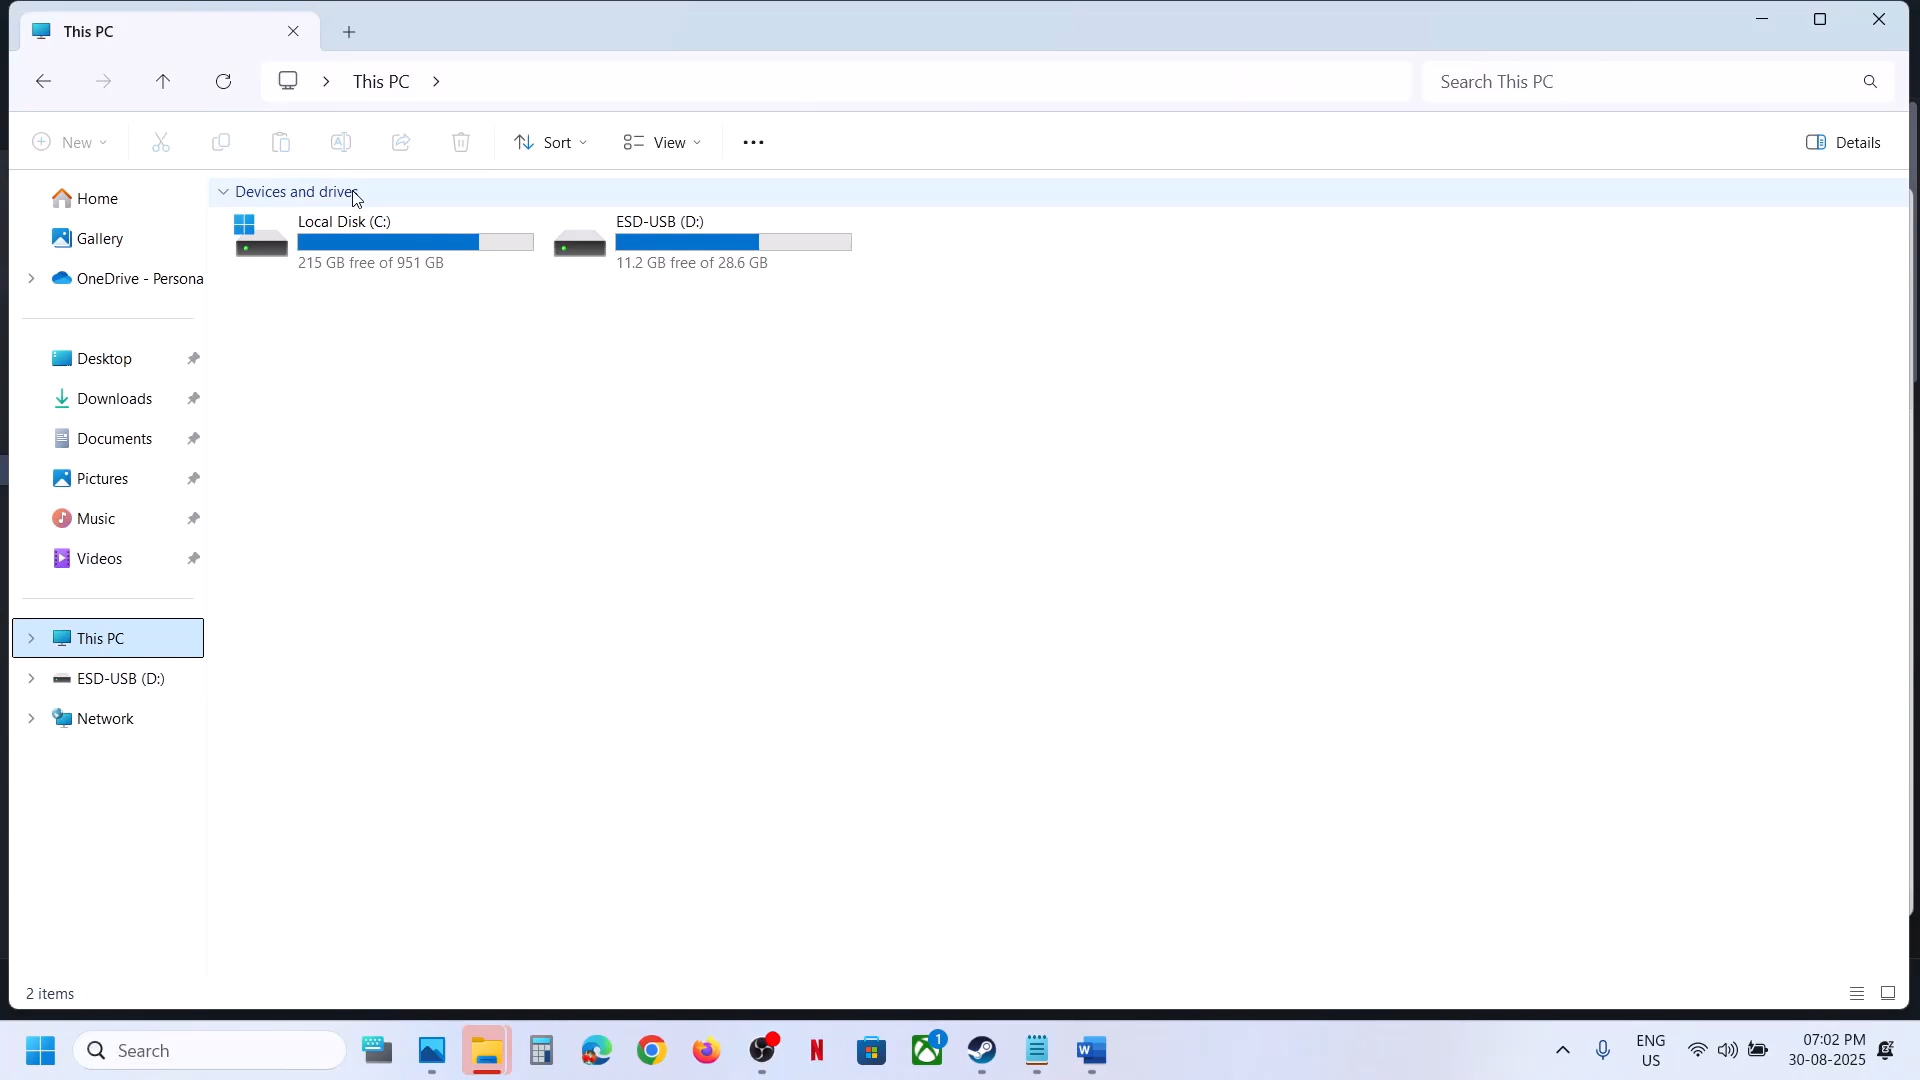 This PC
This PC
Search This PC
New
Sort
View
Details
Home
Gallery
OneDrive - Persona
Desktop
Downloads
Documents
Pictures
Music
Videos
This PC
ESD-USB (D:)
Network
Devices and drives
Local Disk (C:)
215 GB free of 951 GB
ESD-USB (D:)
11.2 GB free of 28.6 GB
2 items
Search
1
ENG
US
07:02 PM
30-08-2025